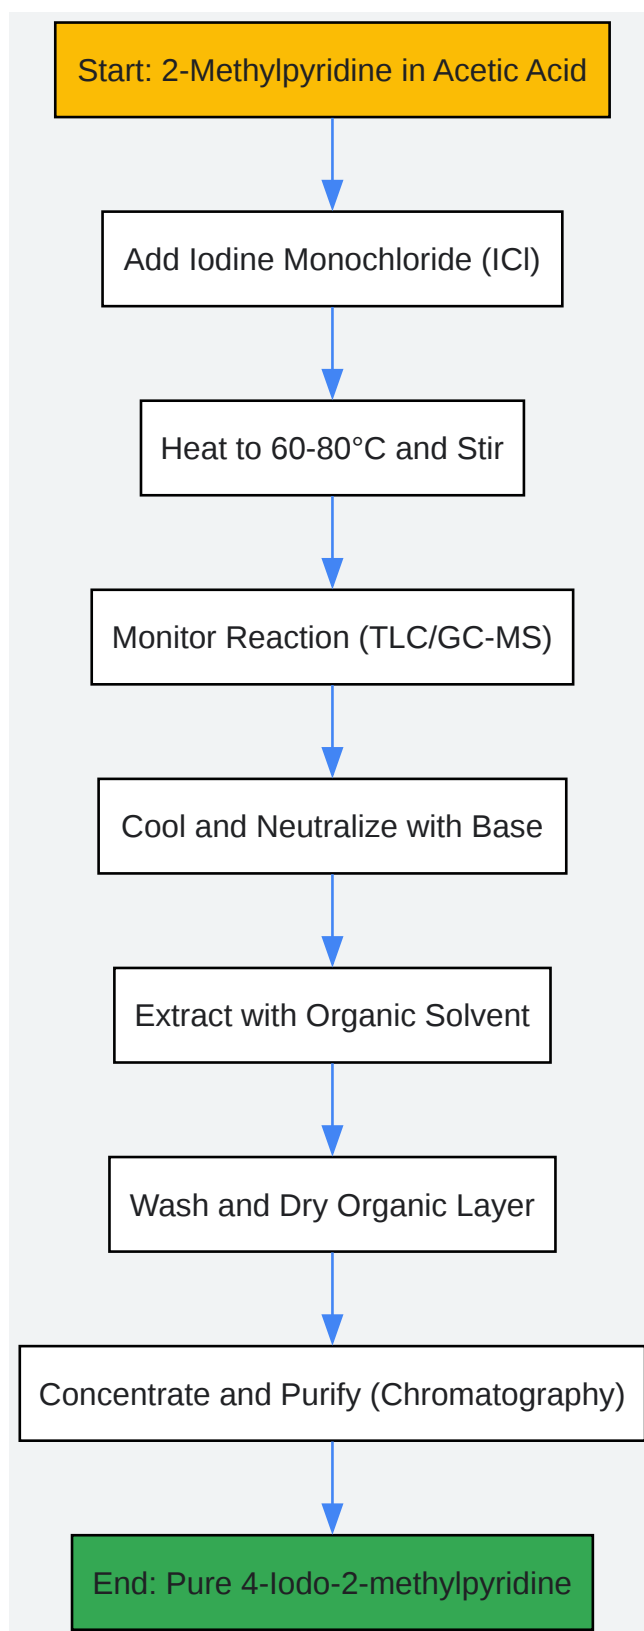 Start: 2-Methylpyridine in Acetic Acid
Add Iodine Monochloride (ICl)
Heat to 60-80°C and Stir
Monitor Reaction (TLC/GC-MS)
Cool and Neutralize with Base
Extract with Organic Solvent
Wash and Dry Organic Layer
Concentrate and Purify (Chromatography)
End: Pure 4-Iodo-2-methylpyridine